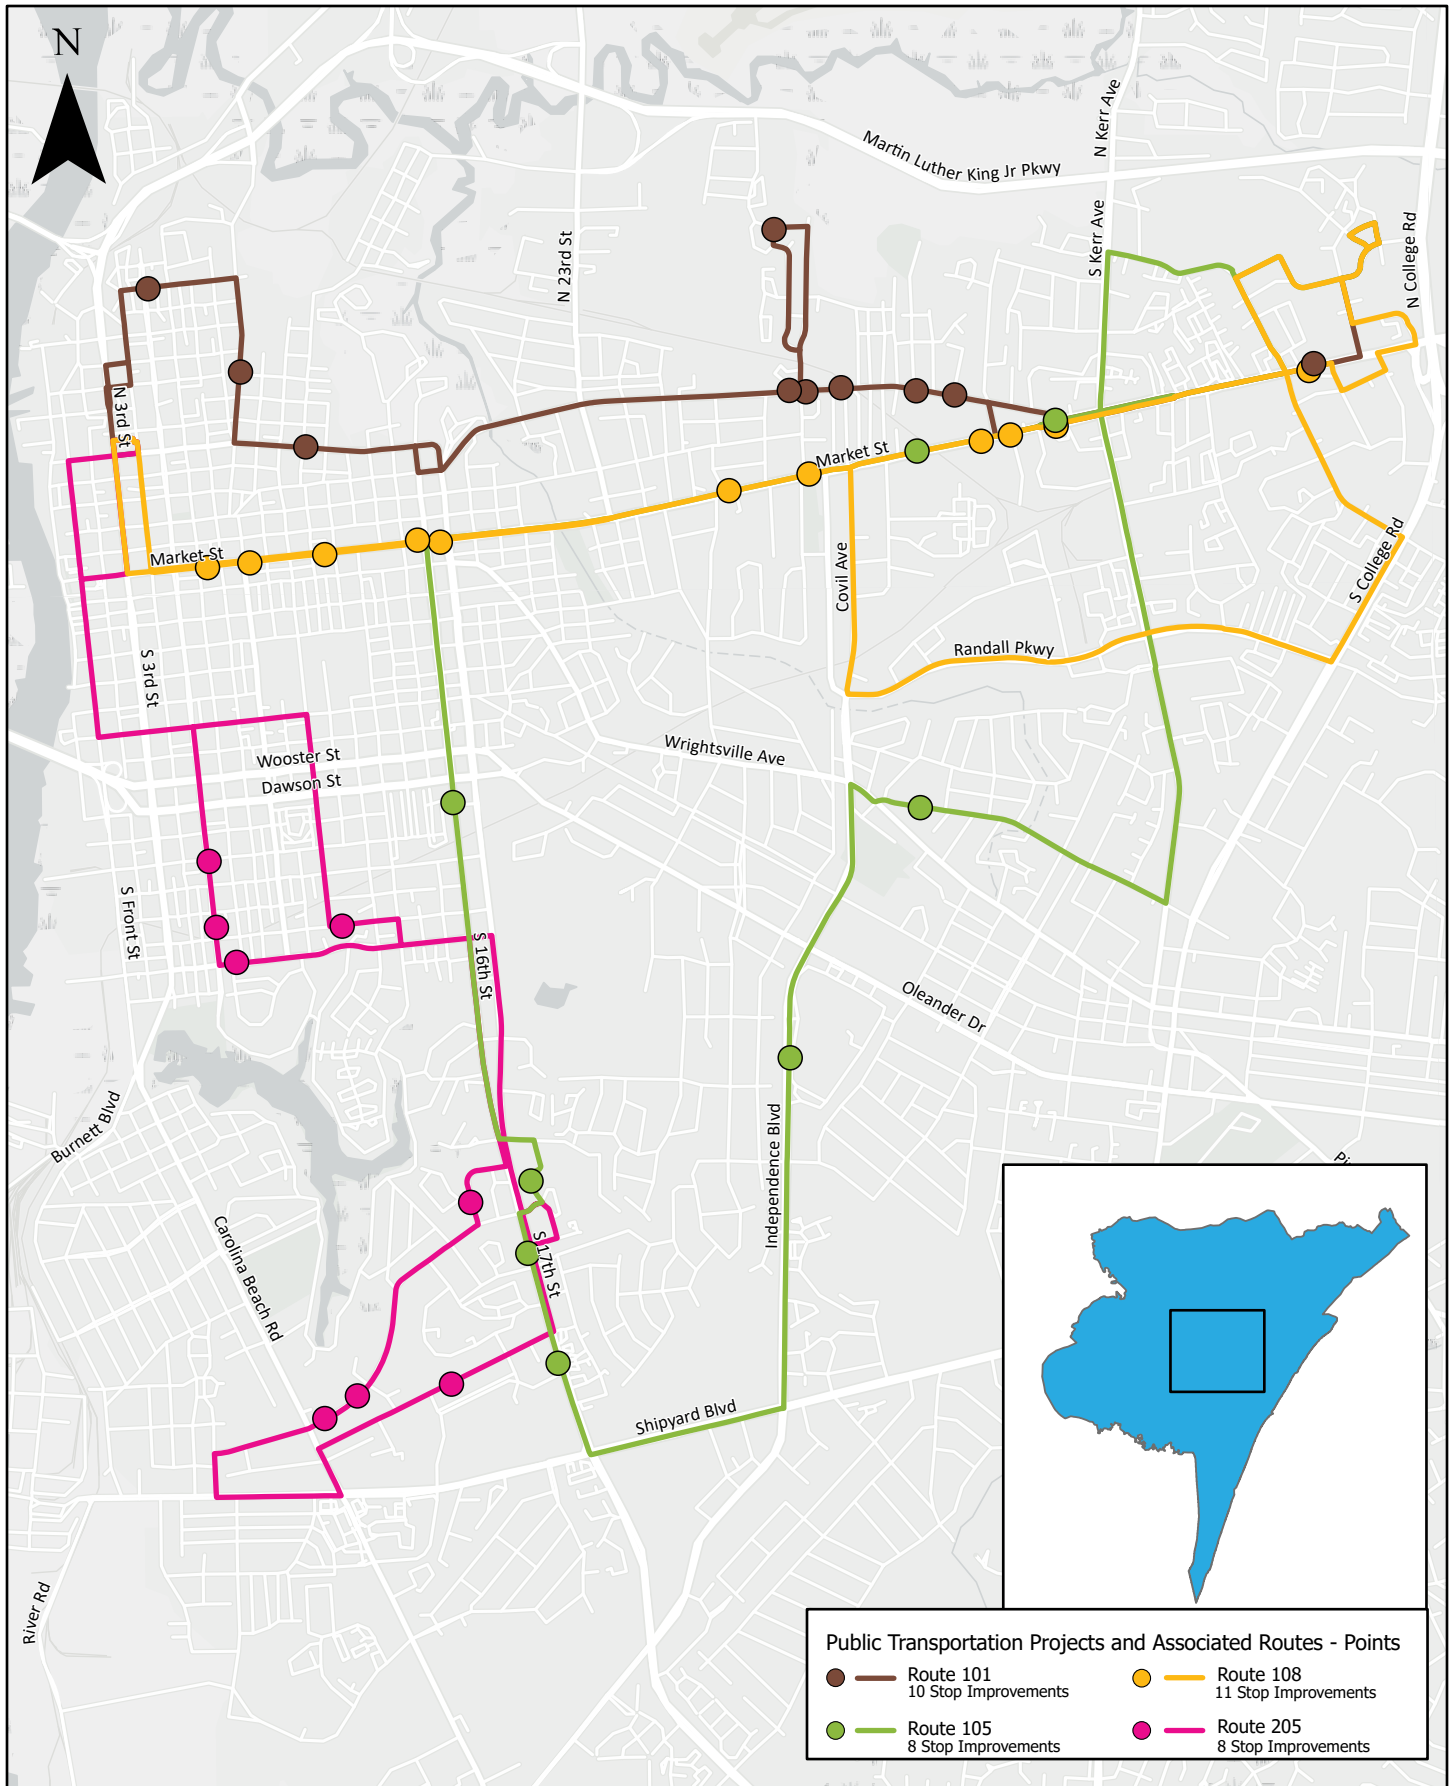 N
N Kerr Ave
Martin Luther King Jr Pkwy
S Kerr Ave
N College Rd
N 23rd St
N 3rd St
Market St
Market St
S College Rd
Covil Ave
Randall Pkwy
S 3rd St
Wrightsville Ave
Wooster St
Dawson St
S Front St
S 16th St
Oleander Dr
Burnett Blvd
Independence Blvd
Carolina Beach Rd
S 17th St
Shipyard Blvd
River Rd
Public Transportation Projects and Associated Routes - Points
Route 101
10 Stop Improvements
Route 108
11 Stop Improvements
Route 105
8 Stop Improvements
Route 205
8 Stop Improvements